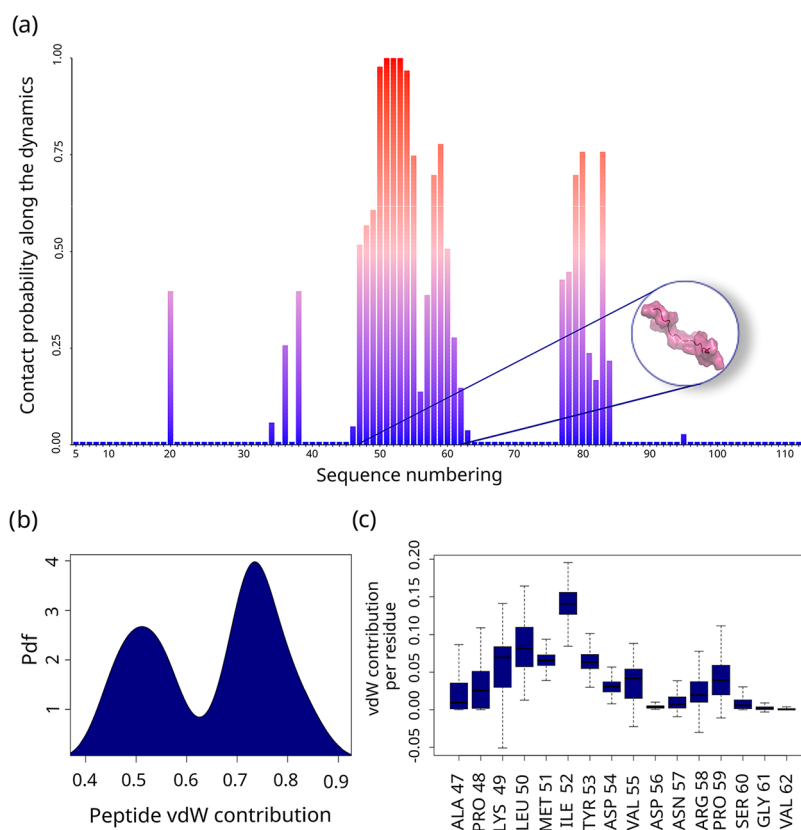 (a)
Contact probability along the dynamics
1.00
0.75
0.50
0.25
0.00
5 10 20 30 40 50 60 70 80 90 100 110
Sequence numbering
(b)
Pdf
4
3
2
1
0.4 0.5 0.6 0.7 0.8 0.9
Peptide vdW contribution
(c)
vdW contribution
per residue
0.20
0.15
0.10
0.05
0.00
-0.05
ALA 47
PRO 48
LYS 49
LEU 50
MET 51
ILE 52
TYR 53
ASP 54
VAL 55
ASP 56
ASN 57
ARG 58
PRO 59
SER 60
GLY 61
VAL 62